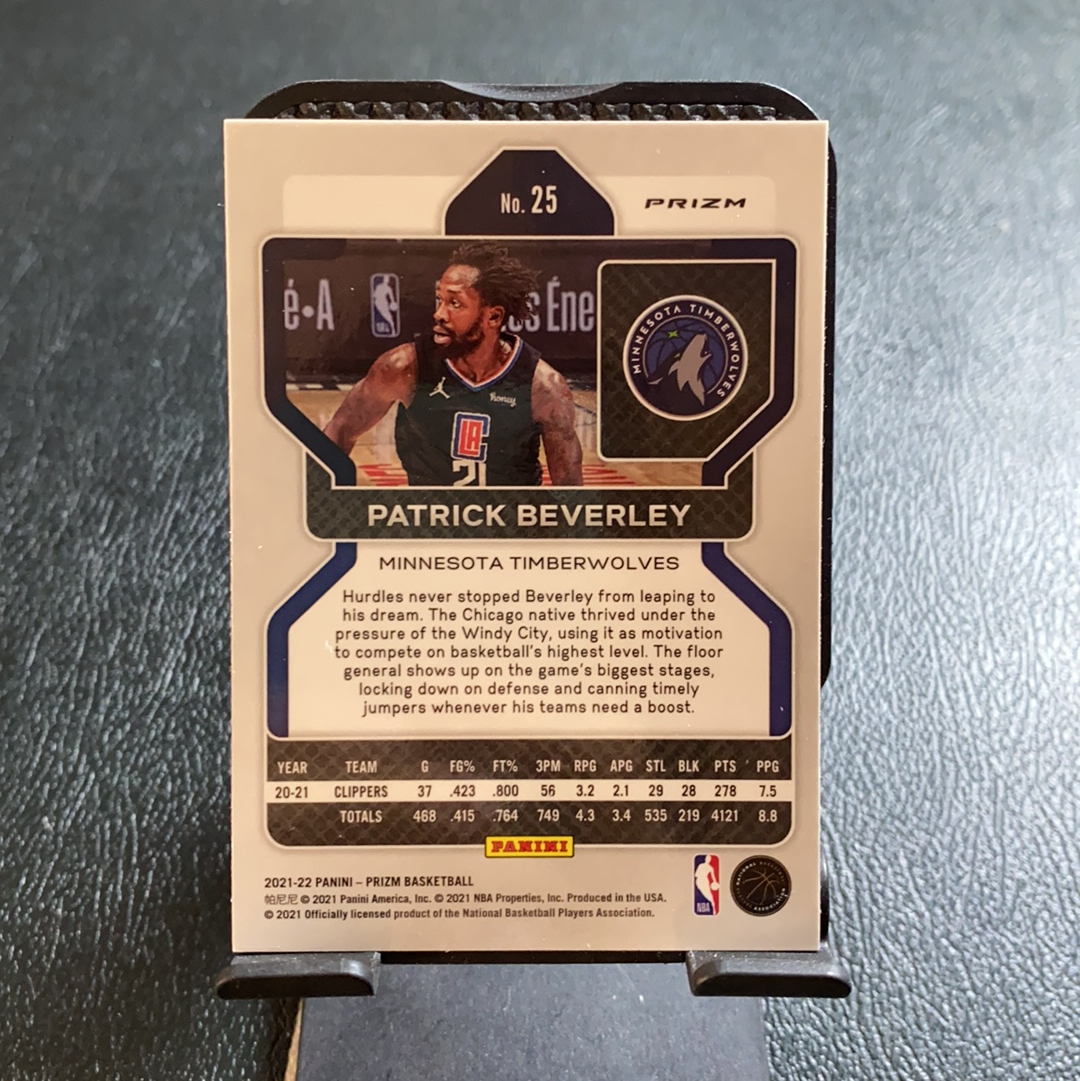 No. 25
PRIZM
é•A
s Éne
MINNESOTA TIMBERWOLVES
honey
LA
21
PATRICK BEVERLEY
MINNESOTA TIMBERWOLVES
Hurdles never stopped Beverley from leaping to
his dream. The Chicago native thrived under the
pressure of the Windy City, using it as motivation
to compete on basketball's highest level. The floor
general shows up on the game's biggest stages,
locking down on defense and canning timely
jumpers whenever his teams need a boost.
YEAR TEAM G FG% FT% 3PM RPG APG STL BLK PTS PPG
20-21 CLIPPERS 37 .423 .800 56 3.2 2.1 29 28 278 7.5
TOTALS 468 .415 .764 749 4.3 3.4 535 219 4121 8.8
PANINI
2021-22 PANINI – PRIZM BASKETBALL
帕尼尼 © 2021 Panini America, Inc. © 2021 NBA Properties, Inc. Produced in the USA.
© 2021 Officially licensed product of the National Basketball Players Association.
NBA